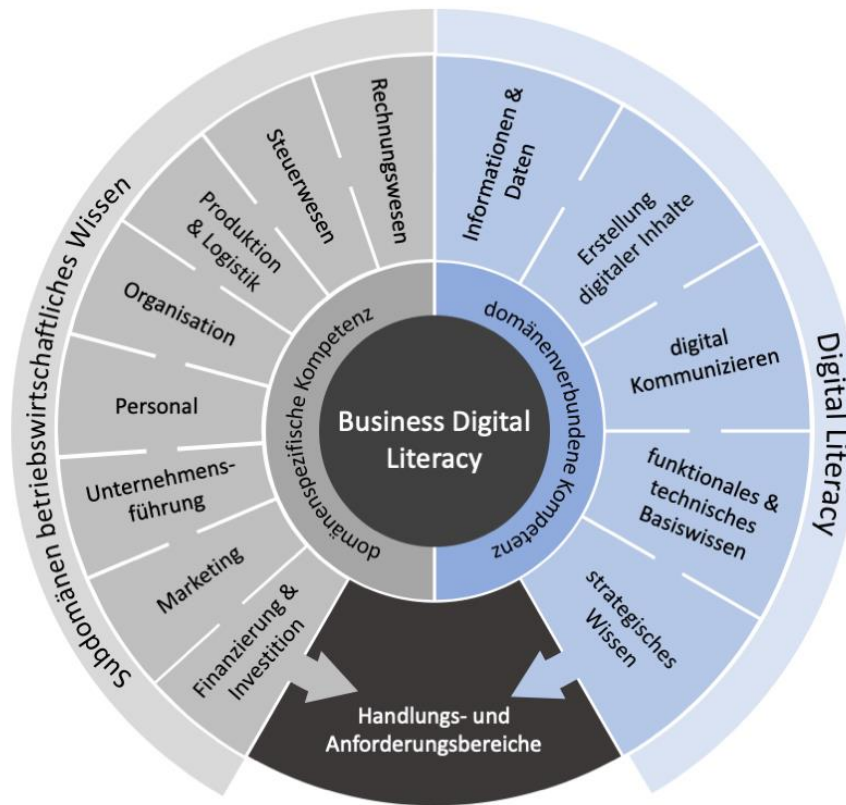 Business Digital
Literacy
domänenspezifische Kompetenz
domänenverbundene Kompetenz
Subdomänen betriebswirtschaftliches Wissen
Rechnungswesen
Steuerwesen
Produktion
& Logistik
Organisation
Personal
Unternehmens-
führung
Marketing
Finanzierung &
Investition
Digital Literacy
Informationen &
Daten
Erstellung
digitaler Inhalte
digital
Kommunizieren
funktionales &
technisches
Basiswissen
strategisches
Wissen
Handlungs- und
Anforderungsbereiche